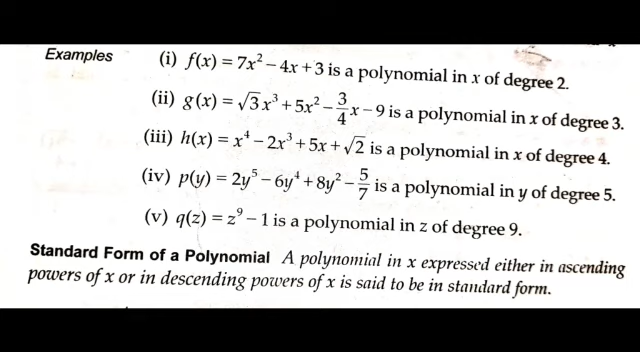 Examples (i) f(x) = 7x² – 4x + 3 is a polynomial in x of degree 2.
(ii) g(x) = √3 x³ + 5x² – 3/4 x – 9 is a polynomial in x of degree 3.
(iii) h(x) = x⁴ – 2x³ + 5x + √2 is a polynomial in x of degree 4.
(iv) p(y) = 2y⁵ – 6y⁴ + 8y² – 5/7 is a polynomial in y of degree 5.
(v) q(z) = z⁹ – 1 is a polynomial in z of degree 9.
Standard Form of a Polynomial A polynomial in x expressed either in ascending
powers of x or in descending powers of x is said to be in standard form.